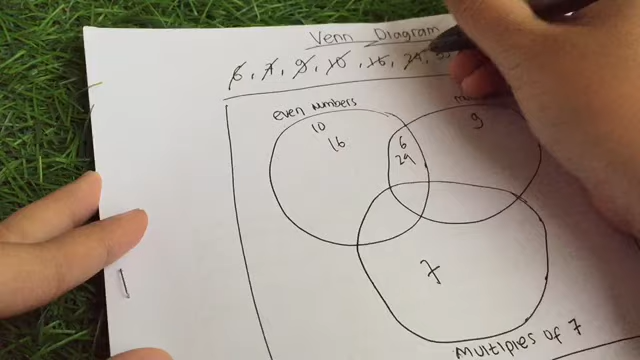 Venn Diagram
6, 7, 9, 10, 16, 24,
even numbers
10
16
6
24
9
7
Multiples of 7